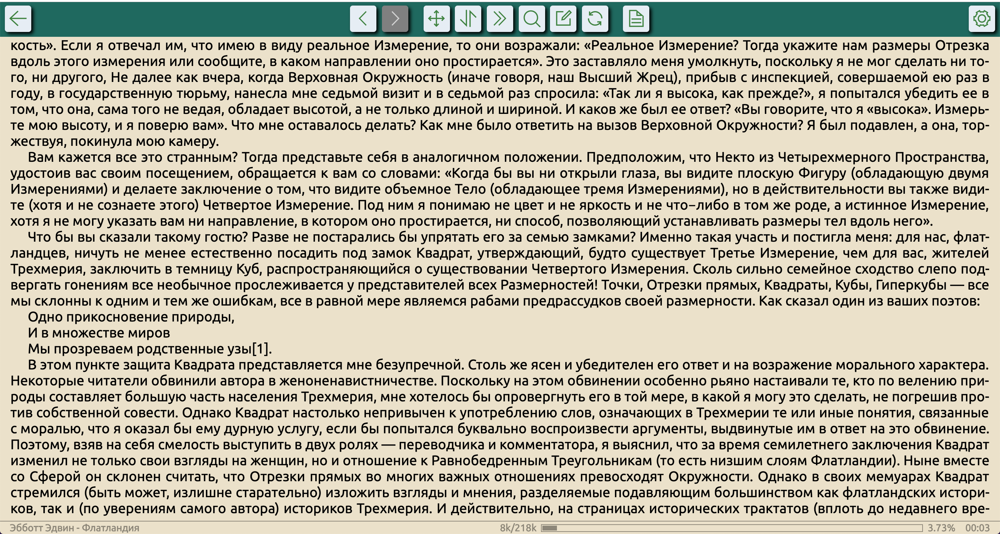 кость». Если я отвечал им, что имею в виду реальное Измерение, то они возражали: «Реальное Измерение? Тогда укажите нам размеры Отрезка
вдоль этого измерения или сообщите, в каком направлении оно простирается». Это заставляло меня умолкнуть, поскольку я не мог сделать ни то-
го, ни другого, Не далее как вчера, когда Верховная Окружность (иначе говоря, наш Высший Жрец), прибыв с инспекцией, совершаемой ею раз в
году, в государственную тюрьму, нанесла мне седьмой визит и в седьмой раз спросила: «Так ли я высока, как прежде?», я попытался убедить ее в
том, что она, сама того не ведая, обладает высотой, а не только длиной и шириной. И каков же был ее ответ? «Вы говорите, что я «высока». Измерь-
те мою высоту, и я поверю вам». Что мне оставалось делать? Как мне было ответить на вызов Верховной Окружности? Я был подавлен, а она, тор-
жествуя, покинула мою камеру.
Вам кажется все это странным? Тогда представьте себя в аналогичном положении. Предположим, что Некто из Четырехмерного Пространства,
удостоив вас своим посещением, обращается к вам со словами: «Когда бы вы ни открыли глаза, вы видите плоскую Фигуру (обладающую двумя
Измерениями) и делаете заключение о том, что видите объемное Тело (обладающее тремя Измерениями), но в действительности вы также види-
те (хотя и не сознаете этого) Четвертое Измерение. Под ним я понимаю не цвет и не яркость и не что–либо в том же роде, а истинное Измерение,
хотя я не могу указать вам ни направление, в котором оно простирается, ни способ, позволяющий устанавливать размеры тел вдоль него».
Что бы вы сказали такому гостю? Разве не постарались бы упрятать его за семью замками? Именно такая участь и постигла меня: для нас, флат-
ландцев, ничуть не менее естественно посадить под замок Квадрат, утверждающий, будто существует Третье Измерение, чем для вас, жителей
Трехмерия, заключить в темницу Куб, распространяющийся о существовании Четвертого Измерения. Сколь сильно семейное сходство слепо под-
вергать гонениям все необычное прослеживается у представителей всех Размерностей! Точки, Отрезки прямых, Квадраты, Кубы, Гиперкубы — все
мы склонны к одним и тем же ошибкам, все в равной мере являемся рабами предрассудков своей размерности. Как сказал один из ваших поэтов:
Одно прикосновение природы,
И в множестве миров
Мы прозреваем родственные узы[1].
В этом пункте защита Квадрата представляется мне безупречной. Столь же ясен и убедителен его ответ и на возражение морального характера.
Некоторые читатели обвинили автора в женоненавистничестве. Поскольку на этом обвинении особенно рьяно настаивали те, кто по велению при-
роды составляет большую часть населения Трехмерия, мне хотелось бы опровергнуть его в той мере, в какой я могу это сделать, не погрешив про-
тив собственной совести. Однако Квадрат настолько непривычен к употреблению слов, означающих в Трехмерии те или иные понятия, связанные
с моралью, что я оказал бы ему дурную услугу, если бы попытался буквально воспроизвести аргументы, выдвинутые им в ответ на это обвинение.
Поэтому, взяв на себя смелость выступить в двух ролях — переводчика и комментатора, я выяснил, что за время семилетнего заключения Квадрат
изменил не только свои взгляды на женщин, но и отношение к Равнобедренным Треугольникам (то есть низшим слоям Флатландии). Ныне вместе
со Сферой он склонен считать, что Отрезки прямых во многих важных отношениях превосходят Окружности. Однако в своих мемуарах Квадрат
стремился (быть может, излишне старательно) изложить взгляды и мнения, разделяемые подавляющим большинством как флатландских истори-
ков, так и (по уверениям самого автора) историков Трехмерия. И действительно, на страницах исторических трактатов (вплоть до недавнего вре-
Эбботт Эдвин - Флатландия 8k/218k 3.73% 00:03